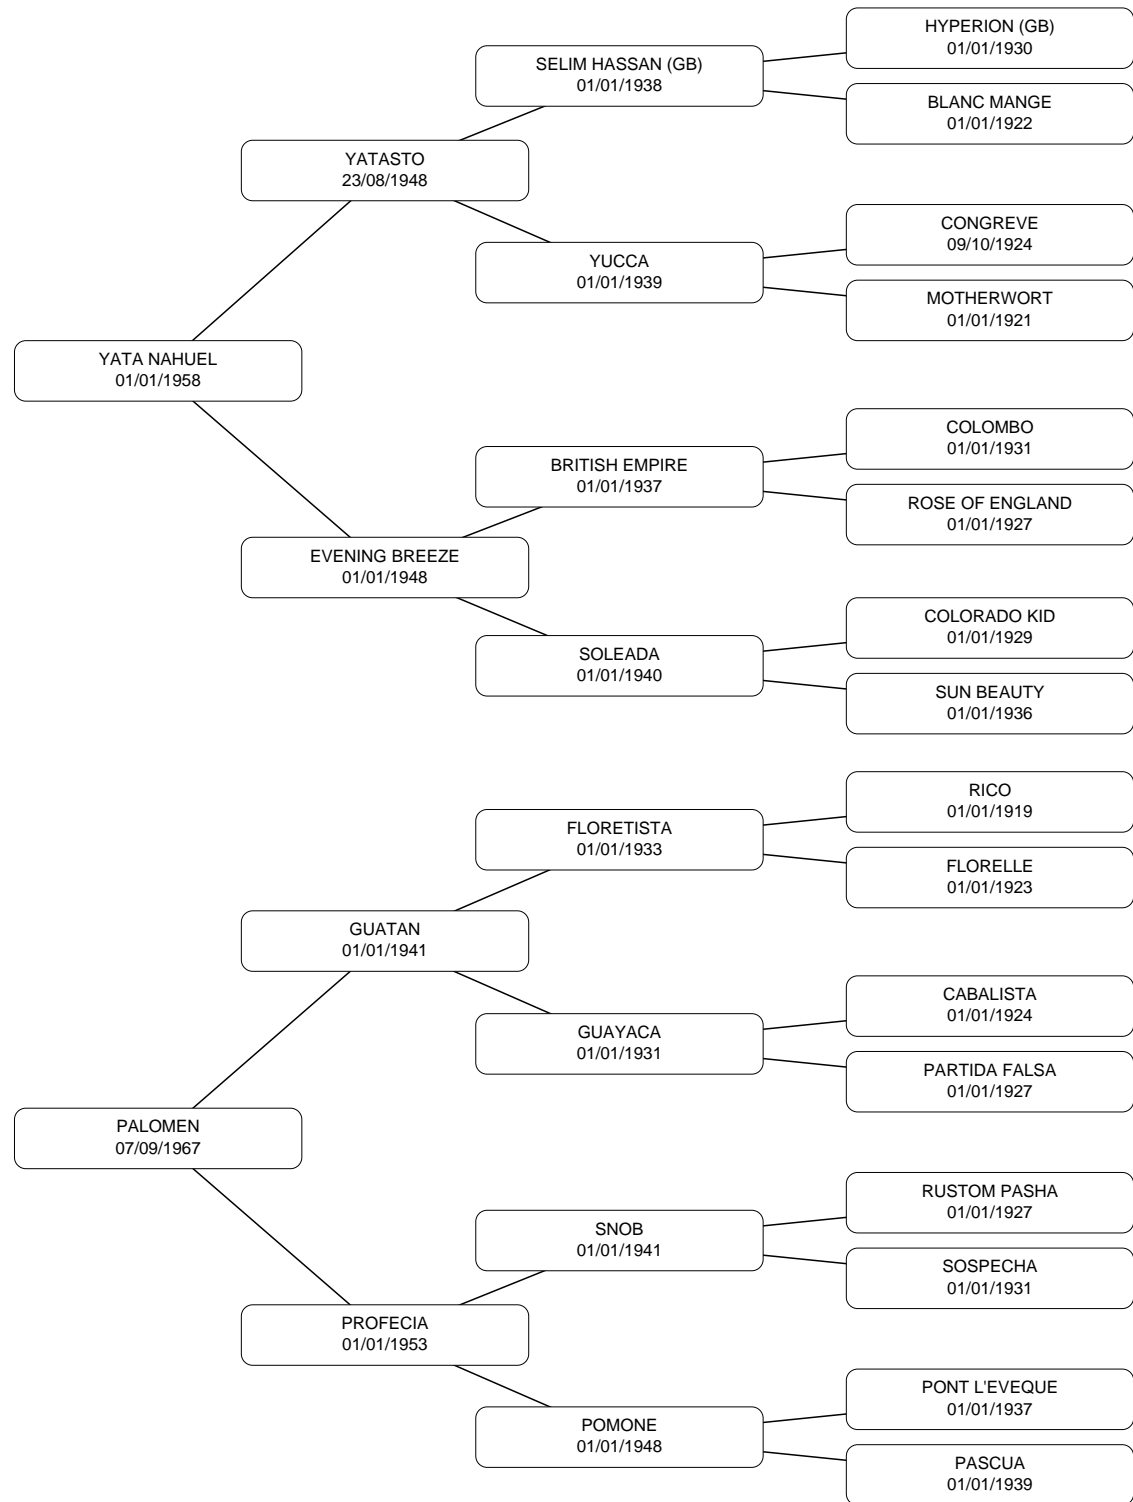 HYPERION (GB)
01/01/1930
SELIM HASSAN (GB)
01/01/1938
BLANC MANGE
01/01/1922
YATASTO
23/08/1948
CONGREVE
09/10/1924
YUCCA
01/01/1939
MOTHERWORT
01/01/1921
YATA NAHUEL
01/01/1958
COLOMBO
01/01/1931
BRITISH EMPIRE
01/01/1937
ROSE OF ENGLAND
01/01/1927
EVENING BREEZE
01/01/1948
COLORADO KID
01/01/1929
SOLEADA
01/01/1940
SUN BEAUTY
01/01/1936
RICO
01/01/1919
FLORETISTA
01/01/1933
FLORELLE
01/01/1923
GUATAN
01/01/1941
CABALISTA
01/01/1924
GUAYACA
01/01/1931
PARTIDA FALSA
01/01/1927
PALOMEN
07/09/1967
RUSTOM PASHA
01/01/1927
SNOB
01/01/1941
SOSPECHA
01/01/1931
PROFECIA
01/01/1953
PONT L'EVEQUE
01/01/1937
POMONE
01/01/1948
PASCUA
01/01/1939